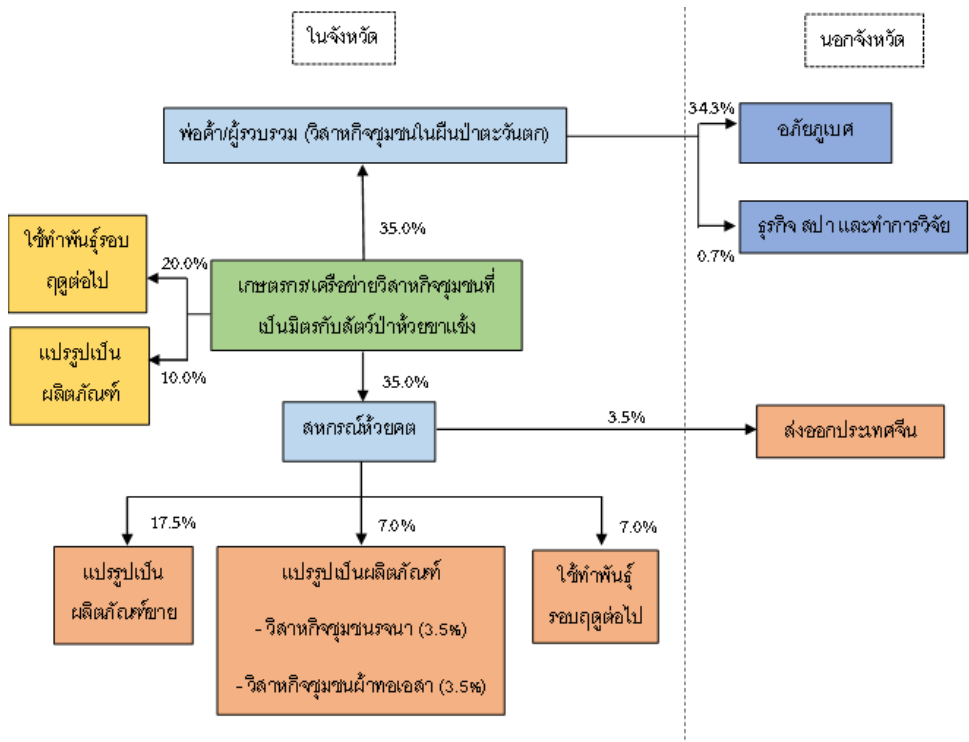 ในจังหวัด
นอกจังหวัด
พ่อค้า/ผู้รวบรวม (วิสาหกิจชุมชนในผืนป่าตะวันตก)
34.3%
อภัยภูเบศ
35.0%
ธุรกิจ สปา และทำการวิจัย
0.7%
ใช้ทำพันธุ์รอบ
ฤดูต่อไป
20.0%
เกษตรกร/เครือข่ายวิสาหกิจชุมชนที่
เป็นมิตรกับสัตว์ป่าห้วยขาแข้ง
แปรรูปเป็น
ผลิตภัณฑ์
10.0%
35.0%
สหกรณ์ห้วยคต
3.5%
ส่งออกประเทศจีน
17.5%
7.0%
7.0%
แปรรูปเป็น
ผลิตภัณฑ์ขาย
แปรรูปเป็นผลิตภัณฑ์
- วิสาหกิจชุมชนรจนา (3.5%)
- วิสาหกิจชุมชนผ้าทอเอสา (3.5%)
ใช้ทำพันธุ์
รอบฤดูต่อไป